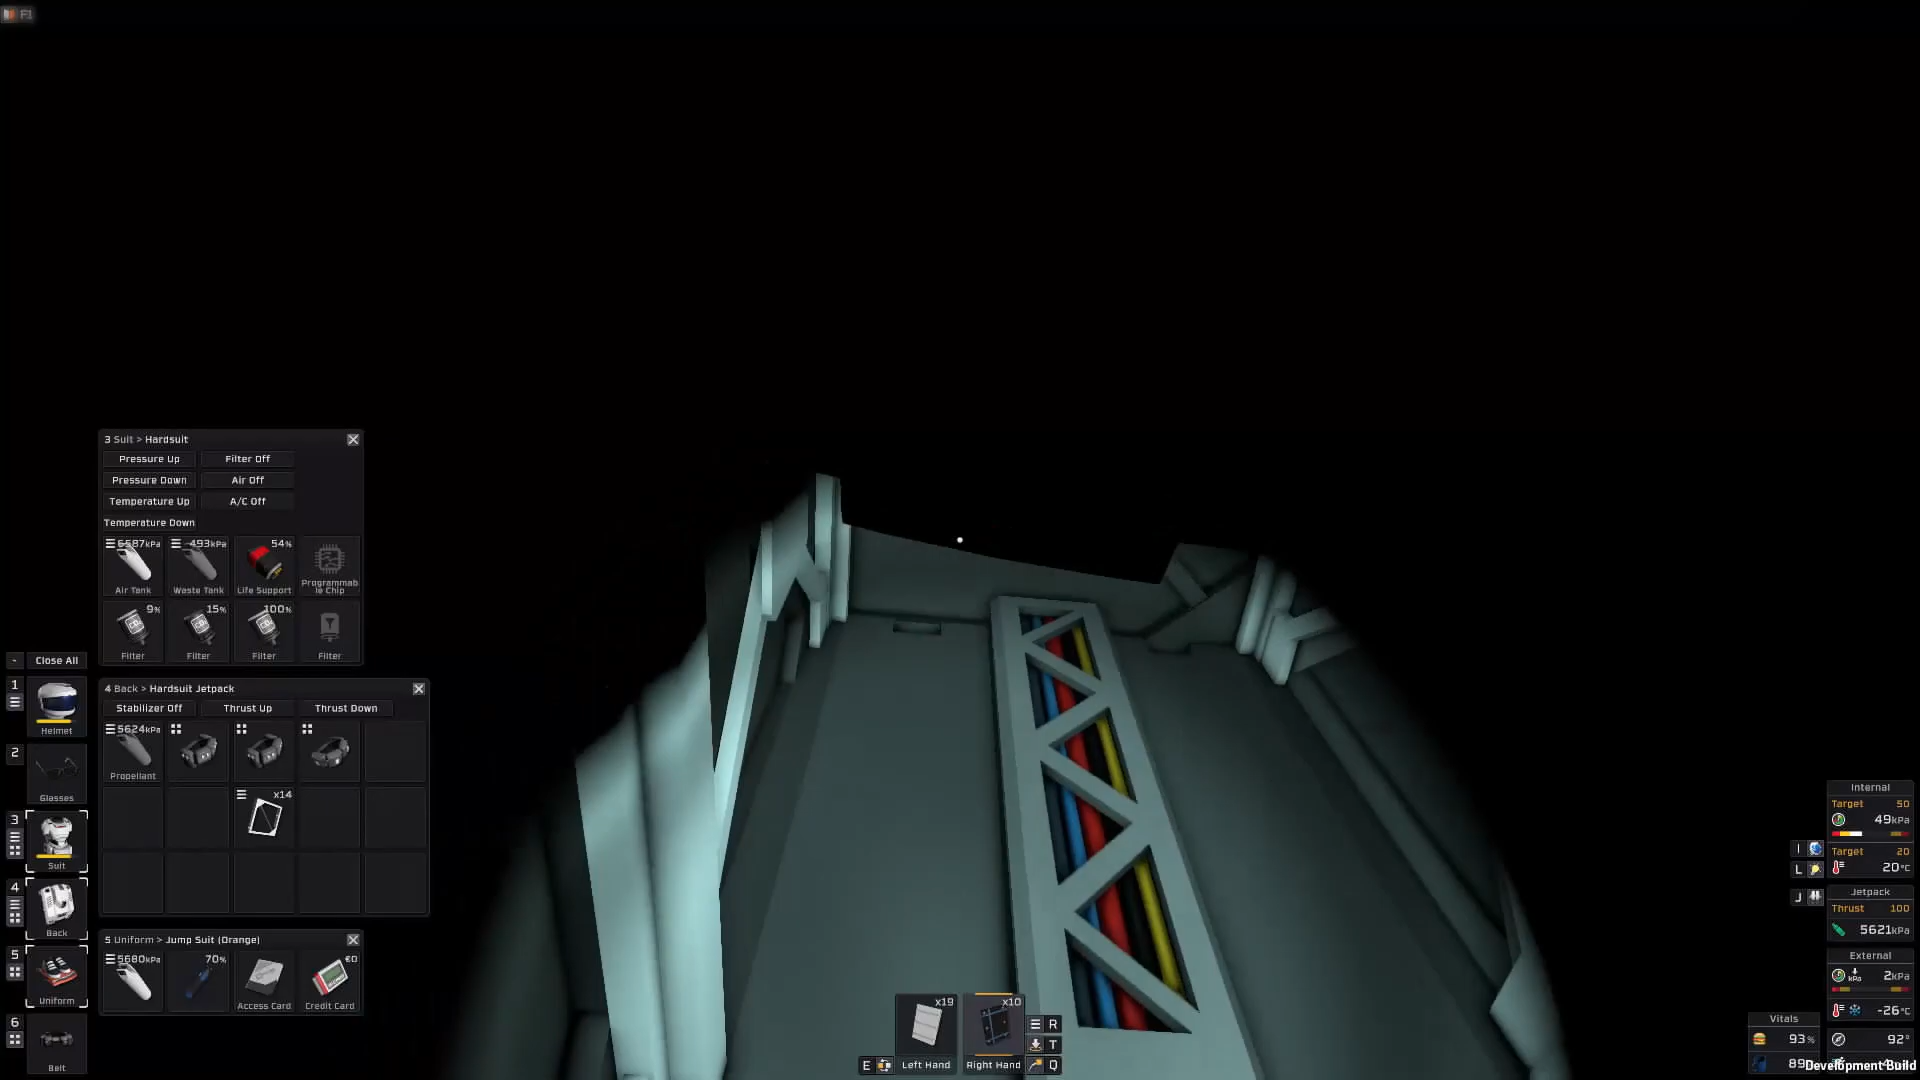 F1
3 Suit > Hardsuit
Pressure Up
Filter Off
Pressure Down
Air Off
Temperature Up
A/C Off
Temperature Down
6587kPa
493kPa
54%
Air Tank
Waste Tank
Life Support
Programmab
le Chip
9%
15%
100%
Filter
Filter
Filter
Filter
- Close All
1
Helmet
2
Glasses
3
Suit
4
Back
5
Uniform
6
Belt
4 Back > Hardsuit Jetpack
Stabilizer Off
Thrust Up
Thrust Down
5624kPa
Propellant
x14
5 Uniform > Jump Suit (Orange)
5680kPa
70%
€0
Access Card
Credit Card
x19
x10
R
T
E
Left Hand
Right Hand
Q
Internal
Target 50
49kPa
Target 20
20°C
I
L
J
Jetpack
Thrust 100
5621kPa
External
kPa
2kPa
-26°C
92°
Vitals
93%
Development Build